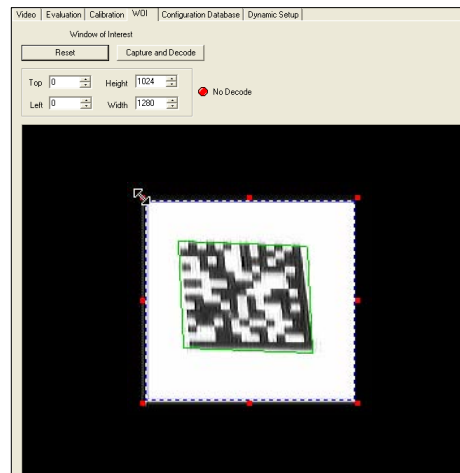 Video Evaluation Calibration WOI Configuration Database Dynamic Setup
Window of Interest
Reset Capture and Decode
Top 0 Height 1024
Left 0 Width 1280
No Decode